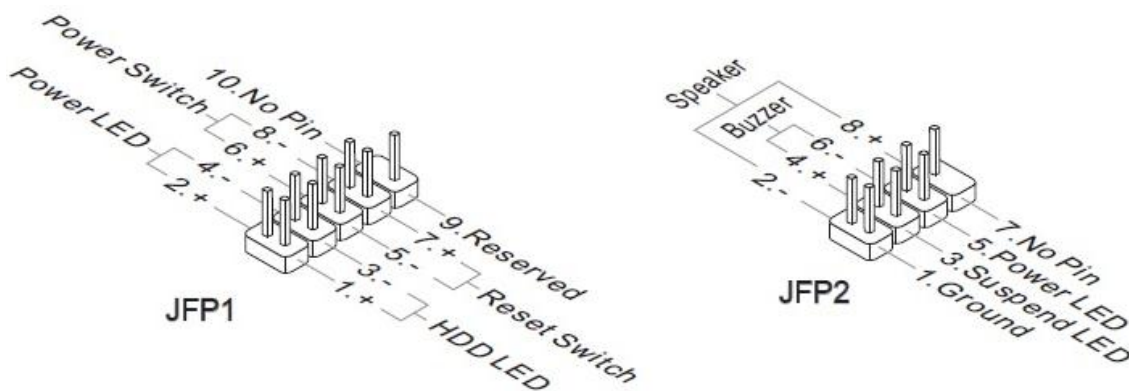 Power Switch
Power LED
10.No Pin
8.-
6.+
4.-
2.+
9.Reserved
7.+
5.-
Reset Switch
3.-
1.+
HDD LED
JFP1
Speaker
Buzzer
8.+
6.-
4.+
2.-
7.No Pin
5.Power LED
3.Suspend LED
1.Ground
JFP2